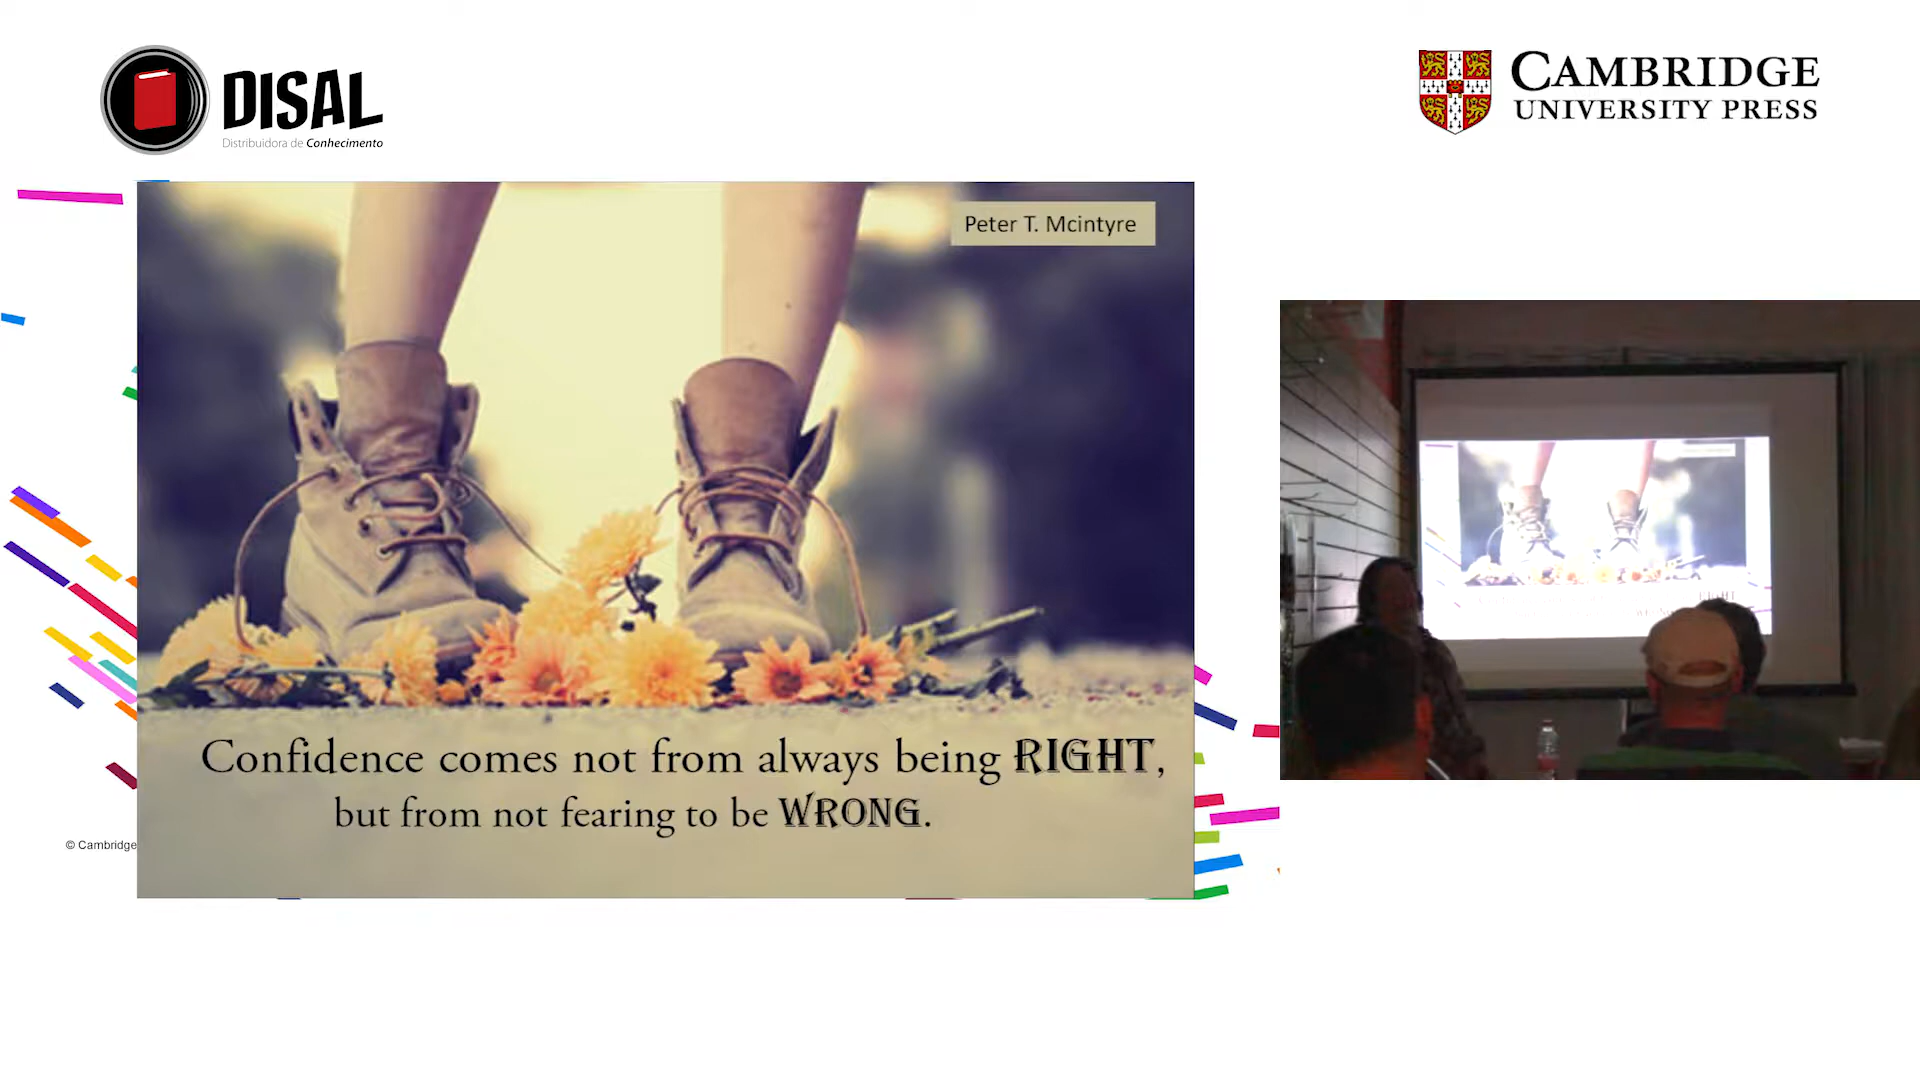 DISAL
Distribuidora de Conhecimento
CAMBRIDGE
UNIVERSITY PRESS
Peter T. Mcintyre
Confidence comes not from always being RIGHT,
but from not fearing to be WRONG.
© Cambridge